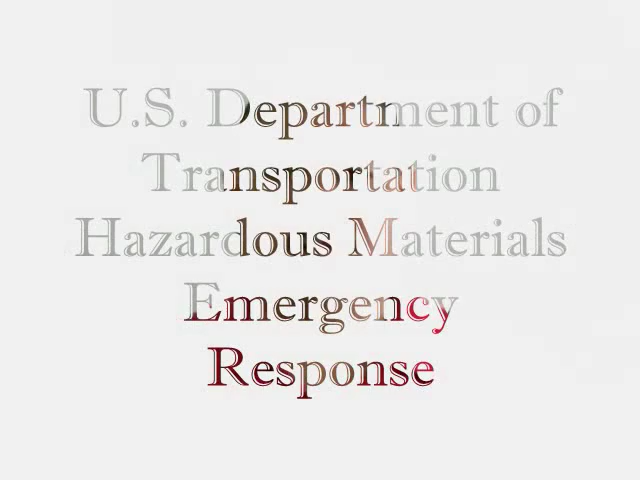 U.S. Department of
Transportation
Hazardous Materials
Emergency
Response